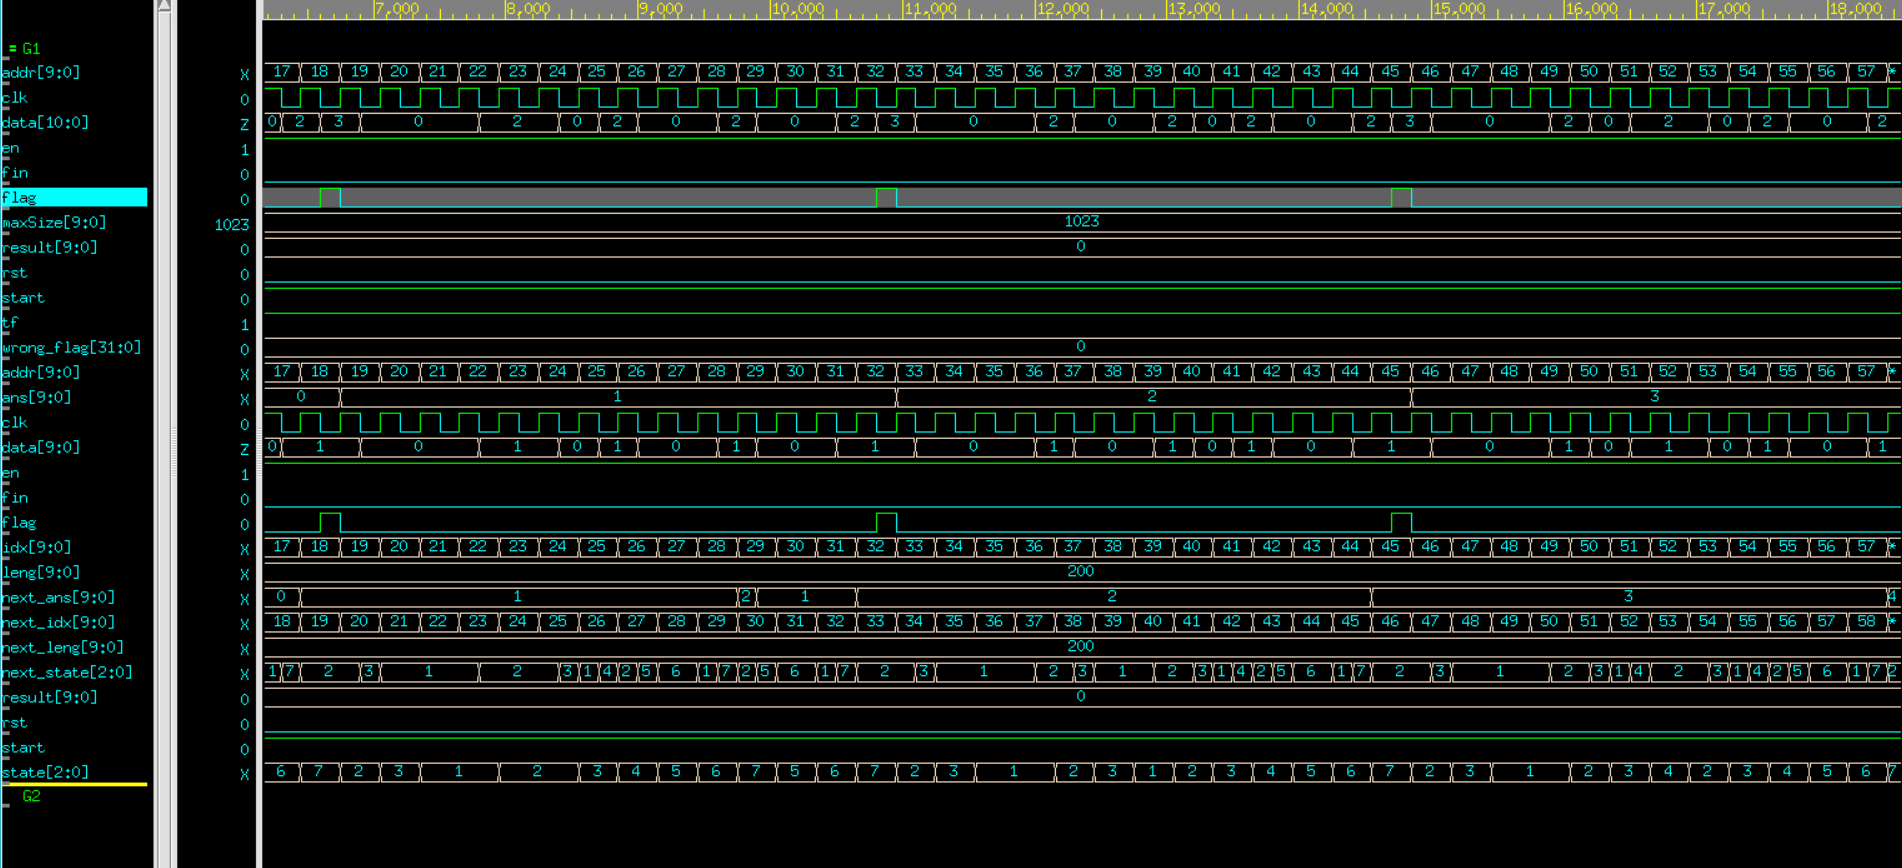 7,000 8,000 9,000 10,000 11,000 12,000 13,000 14,000 15,000 16,000 17,000 18,000
= G1
addr[9:0] X 17 18 19 20 21 22 23 24 25 26 27 28 29 30 31 32 33 34 35 36 37 38 39 40 41 42 43 44 45 46 47 48 49 50 51 52 53 54 55 56 57 *
clk 0
data[10:0] Z 0 2 3 0 2 0 2 0 2 0 2 3 0 2 0 2 0 2 0 2 3 0 2 0 2 0 2 0 2
en 1
fin 0
flag 0
maxSize[9:0] 1023 1023
result[9:0] 0 0
rst 0
start 0
tf 1
wrong_flag[31:0] 0 0
addr[9:0] X 17 18 19 20 21 22 23 24 25 26 27 28 29 30 31 32 33 34 35 36 37 38 39 40 41 42 43 44 45 46 47 48 49 50 51 52 53 54 55 56 57 *
ans[9:0] X 0 1 2 3
clk 0
data[9:0] Z 0 1 0 1 0 1 0 1 0 1 0 1 0 1 0 1 0 1 0 1 0 1 0 1 0 1
en 1
fin 0
flag 0
idx[9:0] X 17 18 19 20 21 22 23 24 25 26 27 28 29 30 31 32 33 34 35 36 37 38 39 40 41 42 43 44 45 46 47 48 49 50 51 52 53 54 55 56 57 *
leng[9:0] X 200
next_ans[9:0] X 0 1 2 1 2 3 4
next_idx[9:0] X 18 19 20 21 22 23 24 25 26 27 28 29 30 31 32 33 34 35 36 37 38 39 40 41 42 43 44 45 46 47 48 49 50 51 52 53 54 55 56 57 58 *
next_leng[9:0] X 200
next_state[2:0] X 1 7 2 3 1 2 3 1 4 2 5 6 1 7 2 5 6 1 7 2 3 1 2 3 1 2 3 1 4 2 5 6 1 7 2 3 1 2 3 1 4 2 3 1 4 2 5 6 1 7 2
result[9:0] 0 0
rst 0
start 0
state[2:0] X 6 7 2 3 1 2 3 4 5 6 7 5 6 7 2 3 1 2 3 1 2 3 4 5 6 7 2 3 1 2 3 4 2 3 4 5 6 7
G2